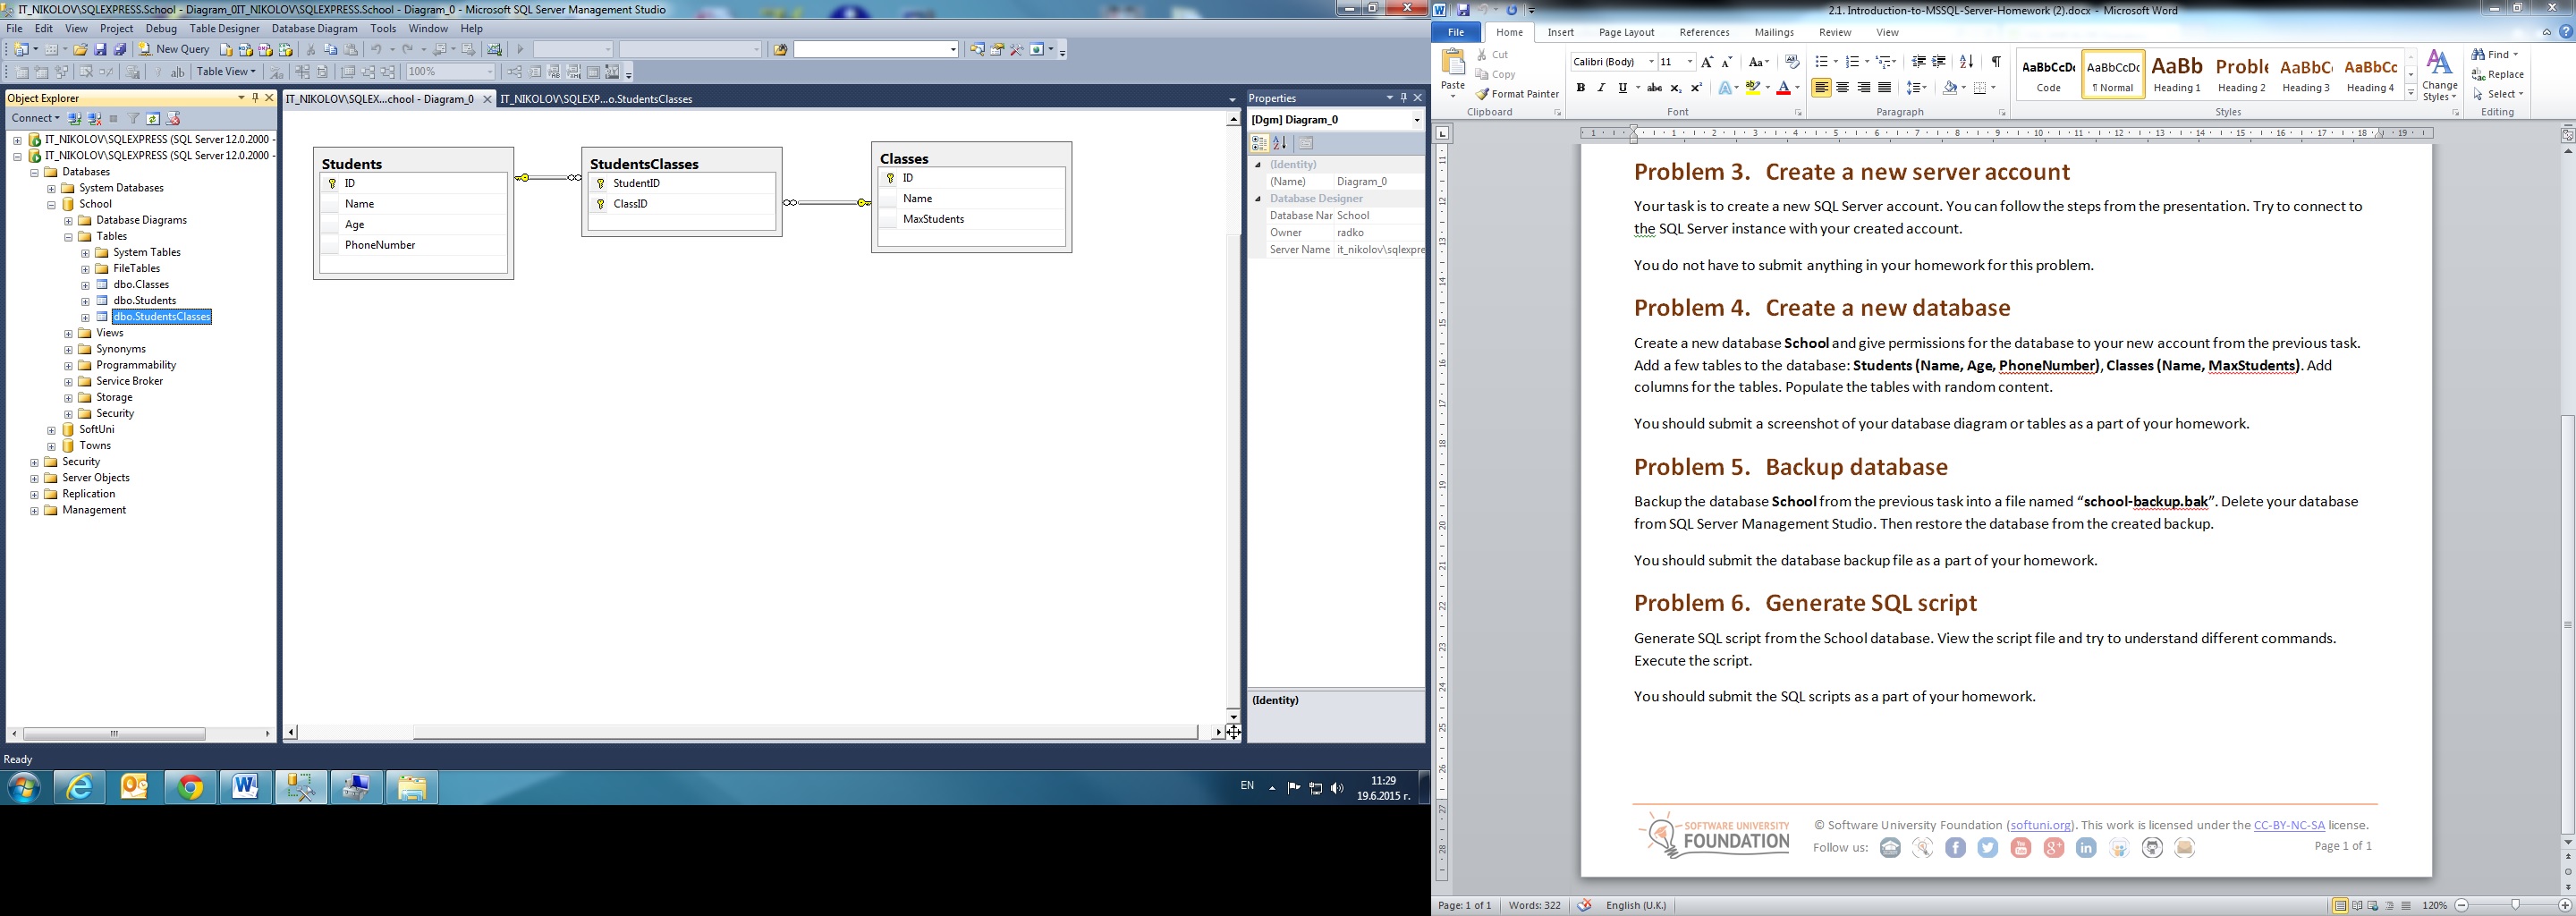 IT_NIKOLOV\SQLEXPRESS.School - Diagram_0IT_NIKOLOV\SQLEXPRESS.School - Diagram_0 - Microsoft SQL Server Management Studio
File Edit View Project Debug Table Designer Database Diagram Tools Window Help
New Query
Table View
100%
Object Explorer
Connect
IT_NIKOLOV\SQLEXPRESS (SQL Server 12.0.2000 -
IT_NIKOLOV\SQLEXPRESS (SQL Server 12.0.2000 -
Databases
System Databases
School
Database Diagrams
Tables
System Tables
FileTables
dbo.Classes
dbo.Students
dbo.StudentsClasses
Views
Synonyms
Programmability
Service Broker
Storage
Security
SoftUni
Towns
Security
Server Objects
Replication
Management
IT_NIKOLOV\SQLEX...chool - Diagram_0
IT_NIKOLOV\SQLEXP...o.StudentsClasses
Students
ID
Name
Age
PhoneNumber
StudentsClasses
StudentID
ClassID
Classes
ID
Name
MaxStudents
Properties
[Dgm] Diagram_0
(Identity)
(Name) Diagram_0
Database Designer
Database Nar School
Owner radko
Server Name it_nikolov\sqlexpre
(Identity)
Ready
EN
11:29
19.6.2015 г.
2.1. Introduction-to-MSSQL-Server-Homework (2).docx - Microsoft Word
File Home Insert Page Layout References Mailings Review View
Paste
Cut
Copy
Format Painter
Clipboard
Calibri (Body) 11
Font
Paragraph
AaBbCcDc Code
AaBbCcDc ¶ Normal
AaBb Heading 1
Proble Heading 2
AaBbC Heading 3
AaBbCc Heading 4
Change Styles
Styles
Find
Replace
Select
Editing
Problem 3. Create a new server account
Your task is to create a new SQL Server account. You can follow the steps from the presentation. Try to connect to
the SQL Server instance with your created account.
You do not have to submit anything in your homework for this problem.
Problem 4. Create a new database
Create a new database School and give permissions for the database to your new account from the previous task.
Add a few tables to the database: Students (Name, Age, PhoneNumber), Classes (Name, MaxStudents). Add
columns for the tables. Populate the tables with random content.
You should submit a screenshot of your database diagram or tables as a part of your homework.
Problem 5. Backup database
Backup the database School from the previous task into a file named “school-backup.bak”. Delete your database
from SQL Server Management Studio. Then restore the database from the created backup.
You should submit the database backup file as a part of your homework.
Problem 6. Generate SQL script
Generate SQL script from the School database. View the script file and try to understand different commands.
Execute the script.
You should submit the SQL scripts as a part of your homework.
SOFTWARE UNIVERSITY
FOUNDATION
© Software University Foundation (softuni.org). This work is licensed under the CC-BY-NC-SA license.
Follow us:
Page 1 of 1
Page: 1 of 1 Words: 322 English (U.K.) 120%